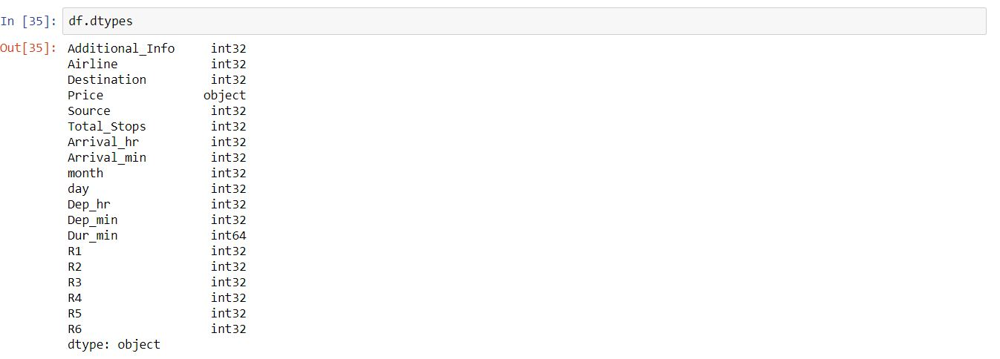 In [35]: df.dtypes
Out[35]: Additional_Info int32
Airline int32
Destination int32
Price object
Source int32
Total_Stops int32
Arrival_hr int32
Arrival_min int32
month int32
day int32
Dep_hr int32
Dep_min int32
Dur_min int64
R1 int32
R2 int32
R3 int32
R4 int32
R5 int32
R6 int32
dtype: object